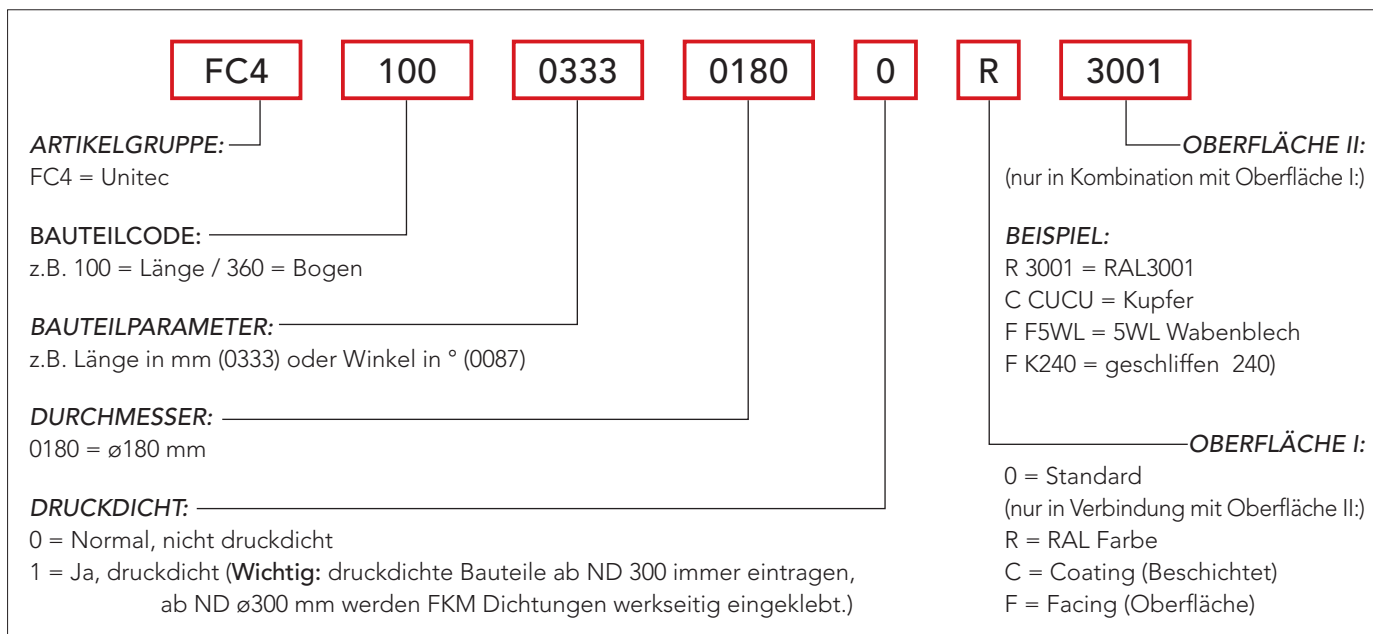 FC4 100 0333 0180 0 R 3001
ARTIKELGRUPPE:
FC4 = Unitec
BAUTEILCODE:
z.B. 100 = Länge / 360 = Bogen
BAUTEILPARAMETER:
z.B. Länge in mm (0333) oder Winkel in ° (0087)
DURCHMESSER:
0180 = ø180 mm
DRUCKDICHT:
0 = Normal, nicht druckdicht
1 = Ja, druckdicht (Wichtig: druckdichte Bauteile ab ND 300 immer eintragen,
ab ND ø300 mm werden FKM Dichtungen werkseitig eingeklebt.)
OBERFLÄCHE II:
(nur in Kombination mit Oberfläche I:)
BEISPIEL:
R 3001 = RAL3001
C CUCU = Kupfer
F F5WL = 5WL Wabenblech
F K240 = geschliffen 240)
OBERFLÄCHE I:
0 = Standard
(nur in Verbindung mit Oberfläche II:)
R = RAL Farbe
C = Coating (Beschichtet)
F = Facing (Oberfläche)